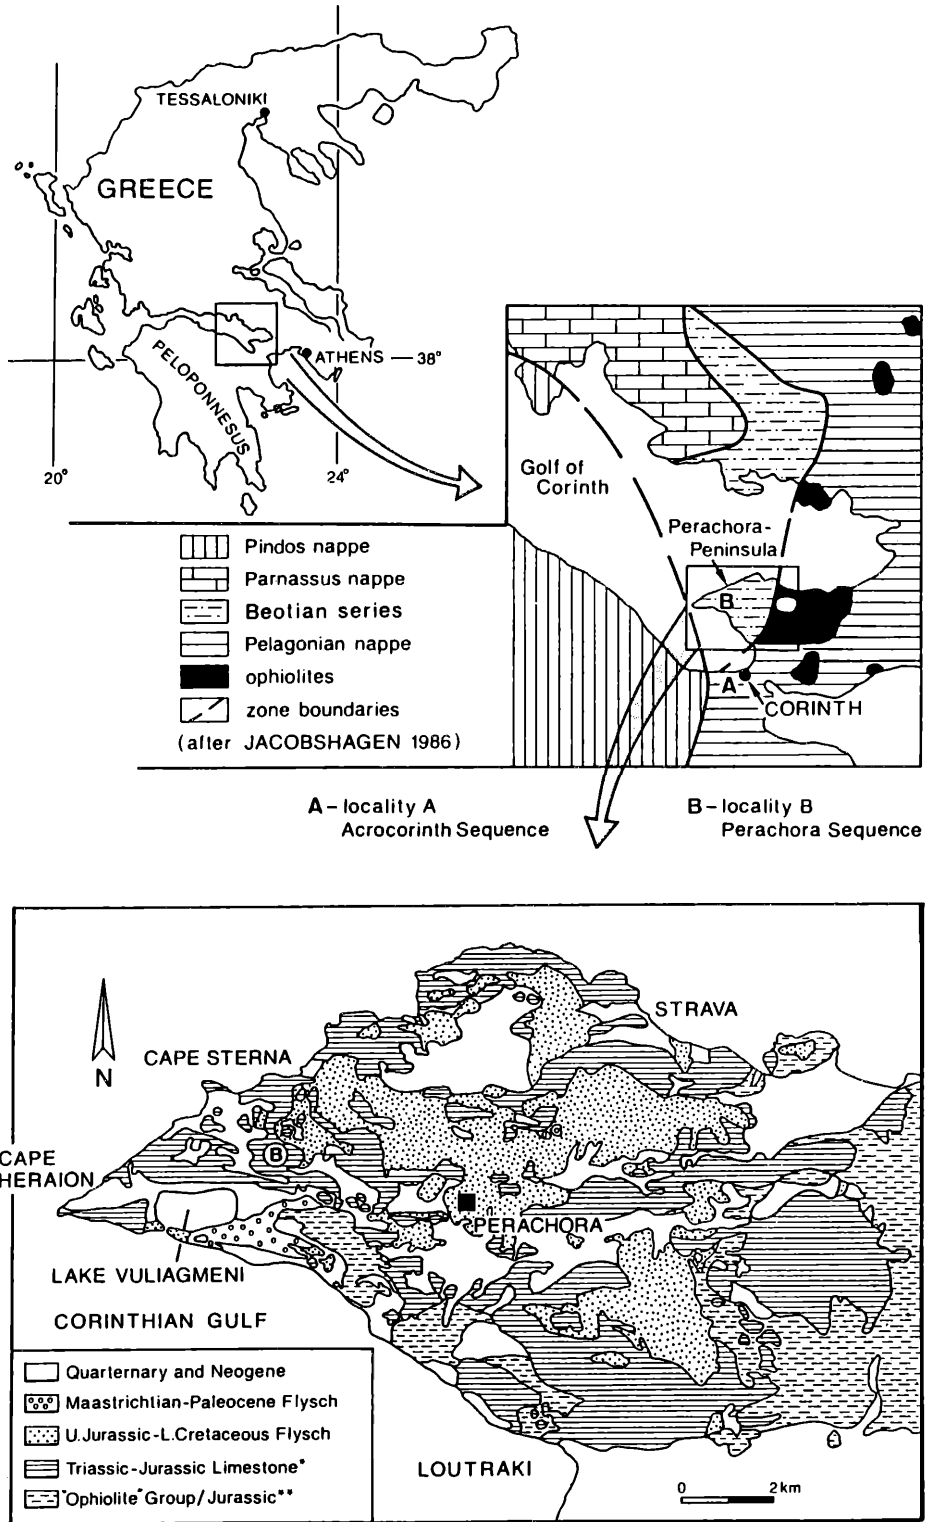 TESSALONIKI
GREECE
PELOPONNESUS
ATHENS — 38°
20°
24°
Golf of
Corinth
Perachora-
Peninsula
B
A
CORINTH
Pindos nappe
Parnassus nappe
Beotian series
Pelagonian nappe
ophiolites
zone boundaries
(after JACOBSHAGEN 1986)
A – locality A
Acrocorinth Sequence
B – locality B
Perachora Sequence
N
STRAVA
CAPE STERNA
B
CAPE
HERAION
PERACHORA
LAKE VULIAGMENI
CORINTHIAN GULF
Quarternary and Neogene
Maastrichtian-Paleocene Flysch
U.Jurassic-L.Cretaceous Flysch
Triassic-Jurassic Limestone*
"Ophiolite" Group/Jurassic**
LOUTRAKI
0 2km